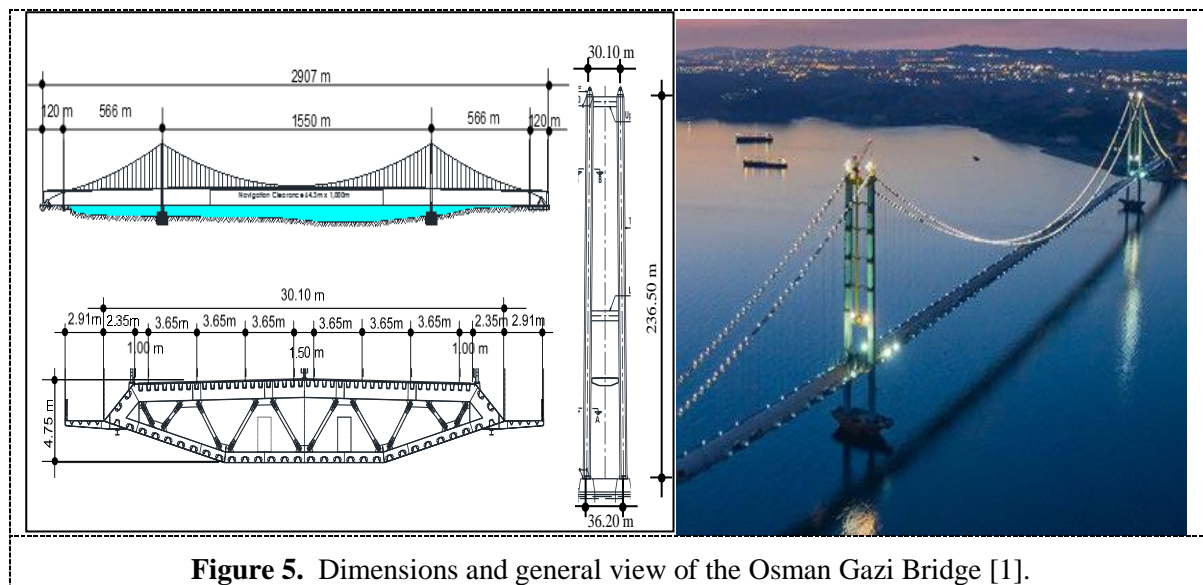 2907 m
120 m 566 m 1550 m 566 m 120 m
Navigation Clearance 64.3m x 1,000m
30.10 m
2.91m 2.35m 3.65m 3.65m 3.65m 3.65m 3.65m 3.65m 2.35m 2.91m
1.00 m 1.50 m 1.00 m
4.75 m
30.10 m
236.50 m
A
36.20 m
Figure 5. Dimensions and general view of the Osman Gazi Bridge [1].